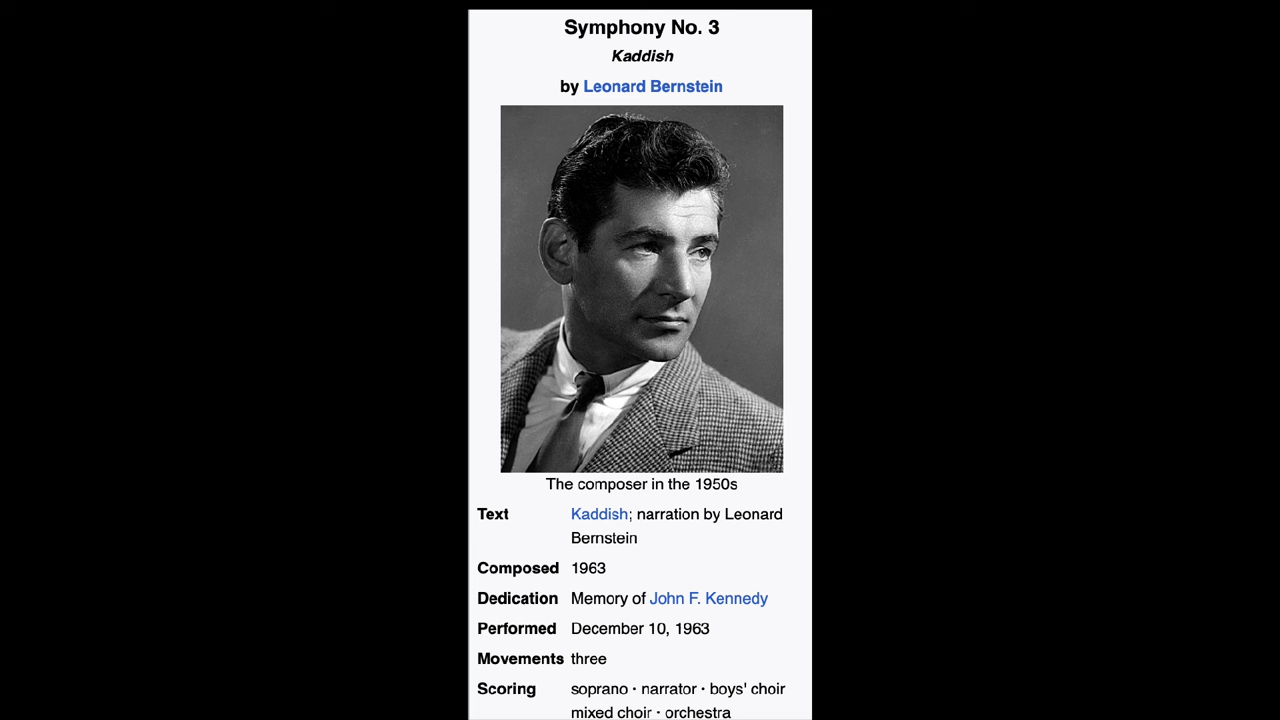 Symphony No. 3
Kaddish
by Leonard Bernstein
The composer in the 1950s
Text Kaddish; narration by Leonard
Bernstein
Composed 1963
Dedication Memory of John F. Kennedy
Performed December 10, 1963
Movements three
Scoring soprano · narrator · boys' choir
mixed choir · orchestra